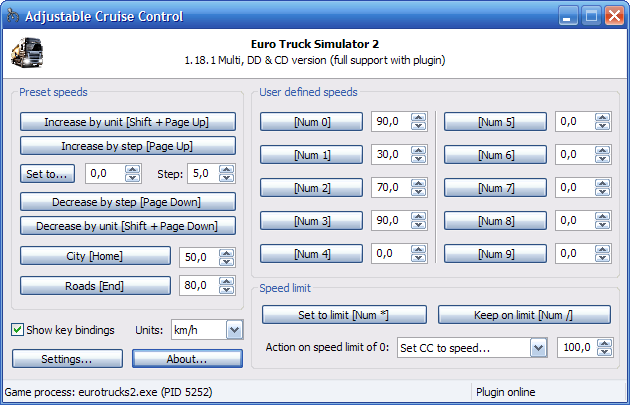 Adjustable Cruise Control
Euro Truck Simulator 2
1.18.1 Multi, DD & CD version (full support with plugin)
Preset speeds
Increase by unit [Shift + Page Up]
Increase by step [Page Up]
Set to... 0,0 Step: 5,0
Decrease by step [Page Down]
Decrease by unit [Shift + Page Down]
City [Home] 50,0
Roads [End] 80,0
Show key bindings Units: km/h
Settings... About...
User defined speeds
[Num 0] 90,0 [Num 5] 0,0
[Num 1] 30,0 [Num 6] 0,0
[Num 2] 70,0 [Num 7] 0,0
[Num 3] 90,0 [Num 8] 0,0
[Num 4] 0,0 [Num 9] 0,0
Speed limit
Set to limit [Num *] Keep on limit [Num /]
Action on speed limit of 0: Set CC to speed... 100,0
Game process: eurotrucks2.exe (PID 5252) Plugin online